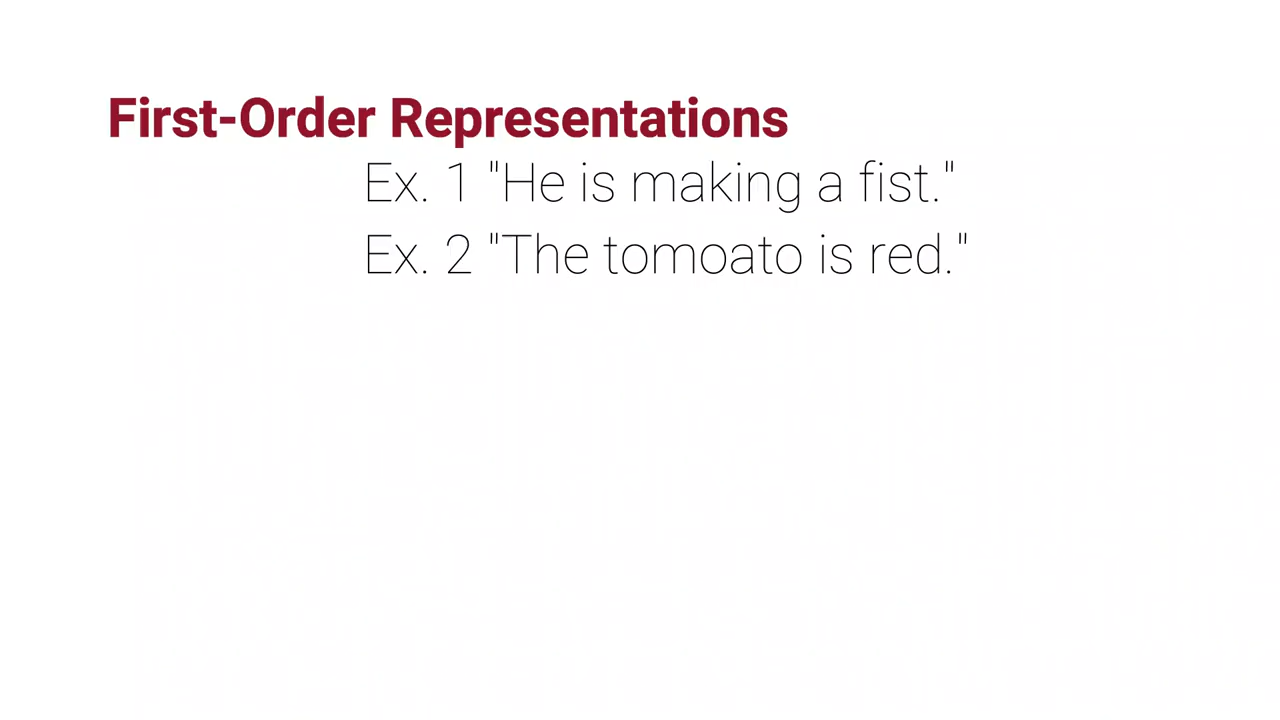 First-Order Representations
Ex. 1 "He is making a fist."
Ex. 2 "The tomoato is red."